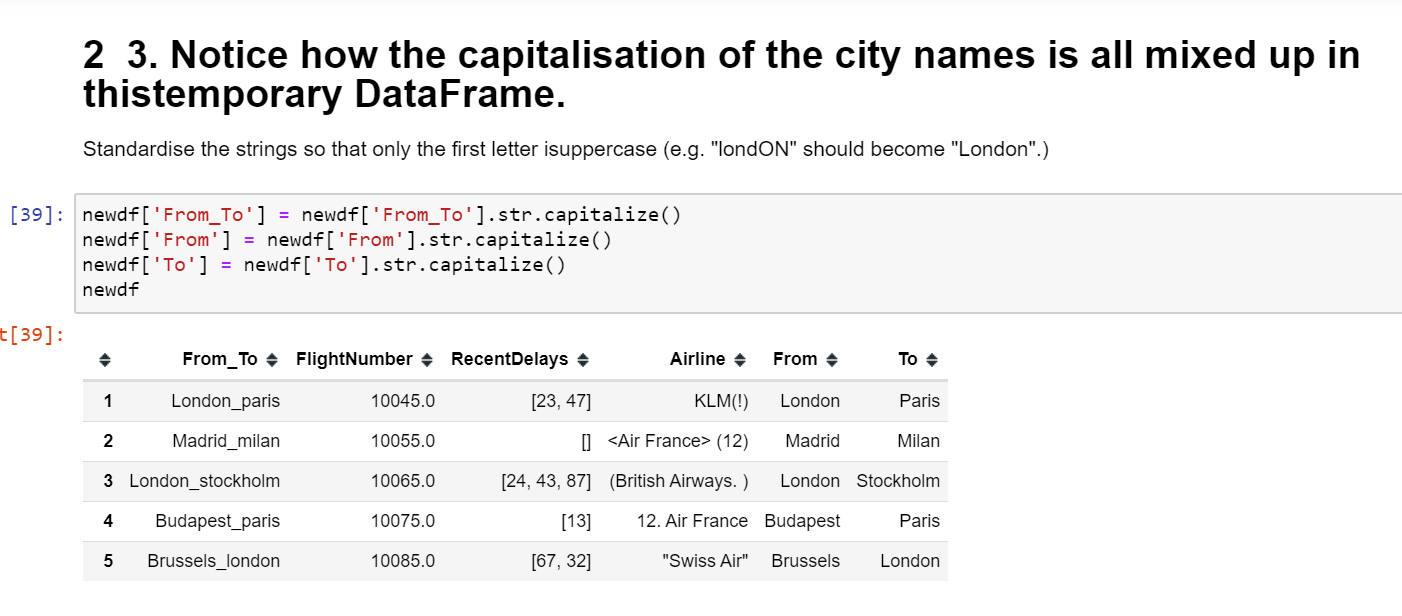 2 3. Notice how the capitalisation of the city names is all mixed up in
thistemporary DataFrame.
Standardise the strings so that only the first letter isuppercase (e.g. "londON" should become "London".)
[39]: newdf['From_To'] = newdf['From_To'].str.capitalize()
newdf['From'] = newdf['From'].str.capitalize()
newdf['To'] = newdf['To'].str.capitalize()
newdf
t[39]:
From_To FlightNumber RecentDelays Airline From To
1 London_paris 10045.0 [23, 47] KLM(!) London Paris
2 Madrid_milan 10055.0 [] <Air France> (12) Madrid Milan
3 London_stockholm 10065.0 [24, 43, 87] (British Airways. ) London Stockholm
4 Budapest_paris 10075.0 [13] 12. Air France Budapest Paris
5 Brussels_london 10085.0 [67, 32] "Swiss Air" Brussels London